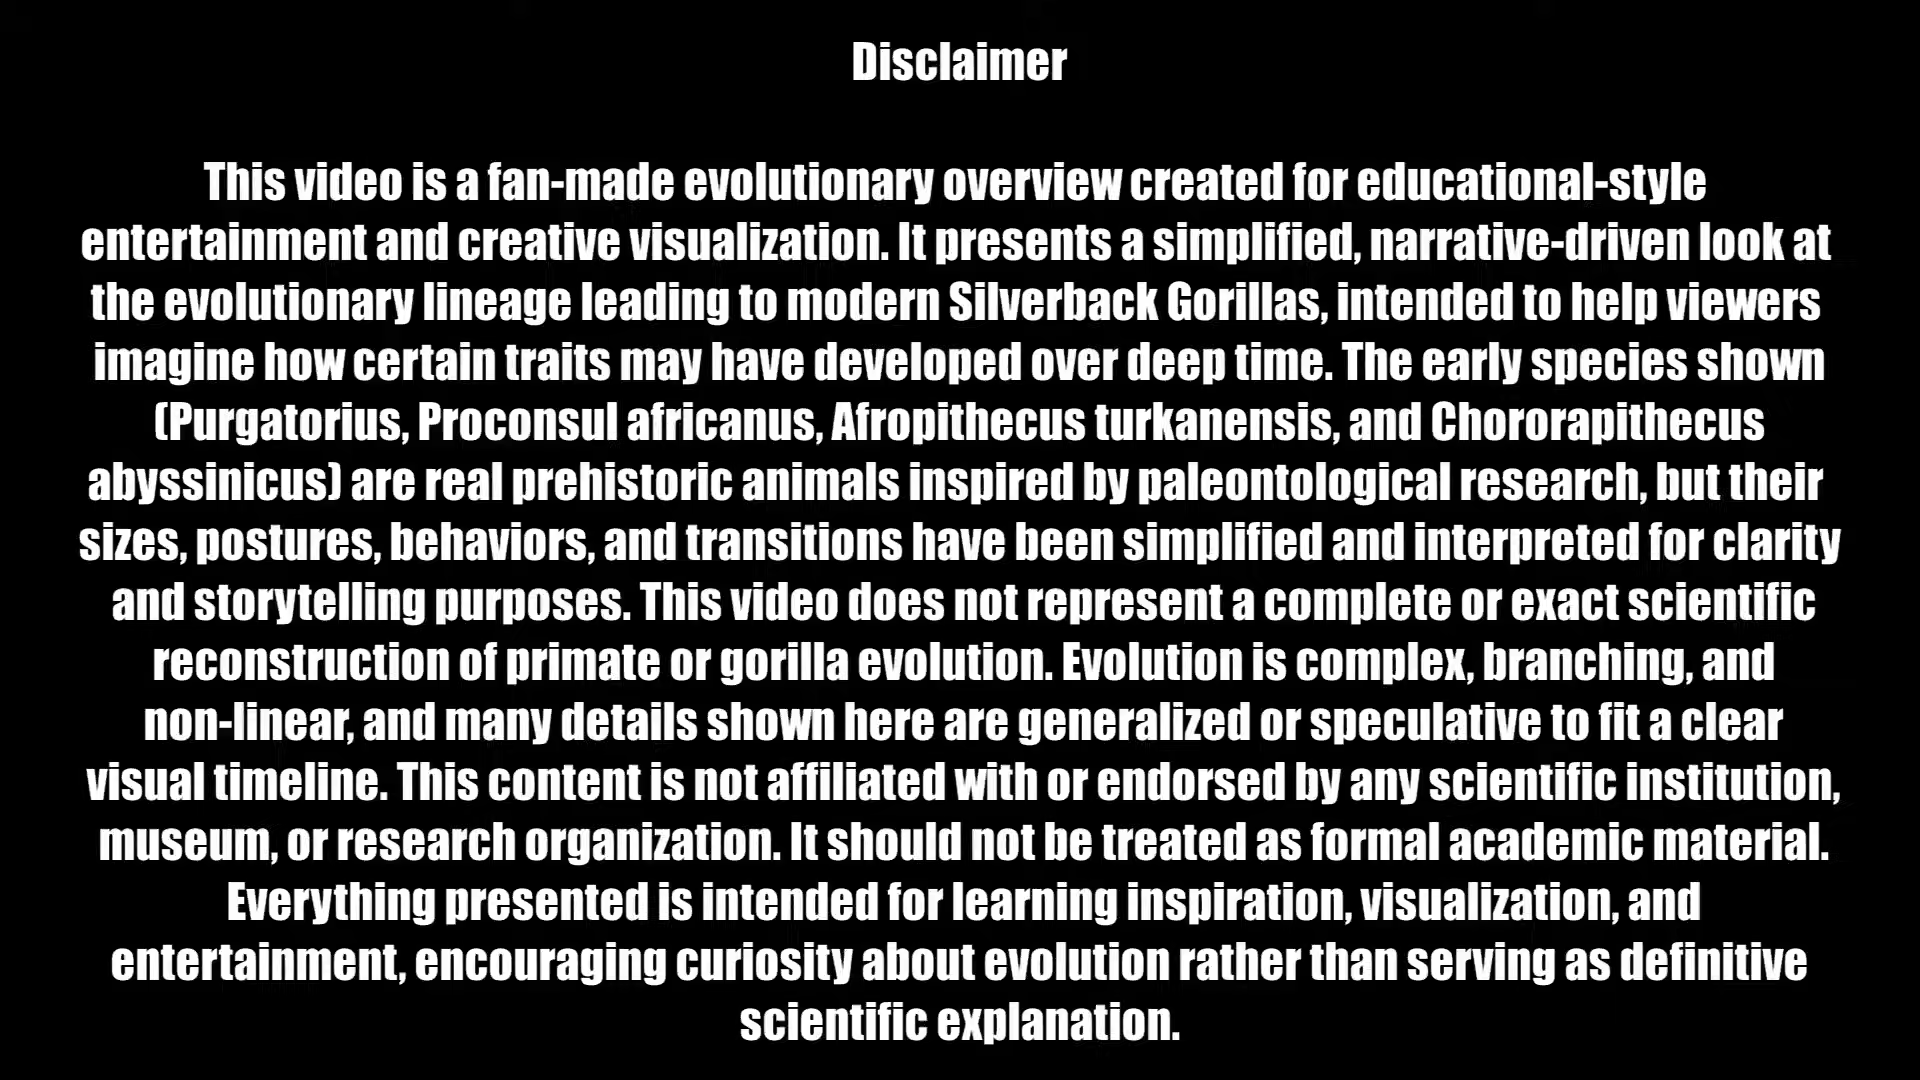 Disclaimer
This video is a fan-made evolutionary overview created for educational-style
entertainment and creative visualization. It presents a simplified, narrative-driven look at
the evolutionary lineage leading to modern Silverback Gorillas, intended to help viewers
imagine how certain traits may have developed over deep time. The early species shown
(Purgatorius, Proconsul africanus, Afropithecus turkanensis, and Chororapithecus
abyssinicus) are real prehistoric animals inspired by paleontological research, but their
sizes, postures, behaviors, and transitions have been simplified and interpreted for clarity
and storytelling purposes. This video does not represent a complete or exact scientific
reconstruction of primate or gorilla evolution. Evolution is complex, branching, and
non-linear, and many details shown here are generalized or speculative to fit a clear
visual timeline. This content is not affiliated with or endorsed by any scientific institution,
museum, or research organization. It should not be treated as formal academic material.
Everything presented is intended for learning inspiration, visualization, and
entertainment, encouraging curiosity about evolution rather than serving as definitive
scientific explanation.